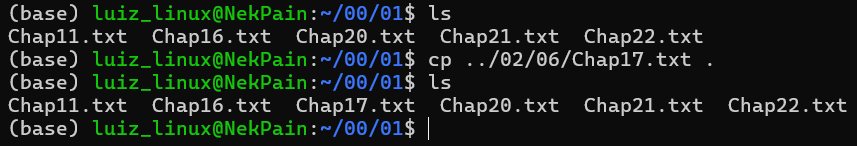 (base) luiz_linux@NekPain:~/00/01$ ls
Chap11.txt  Chap16.txt  Chap20.txt  Chap21.txt  Chap22.txt
(base) luiz_linux@NekPain:~/00/01$ cp ../02/06/Chap17.txt .
(base) luiz_linux@NekPain:~/00/01$ ls
Chap11.txt  Chap16.txt  Chap17.txt  Chap20.txt  Chap21.txt  Chap22.txt
(base) luiz_linux@NekPain:~/00/01$